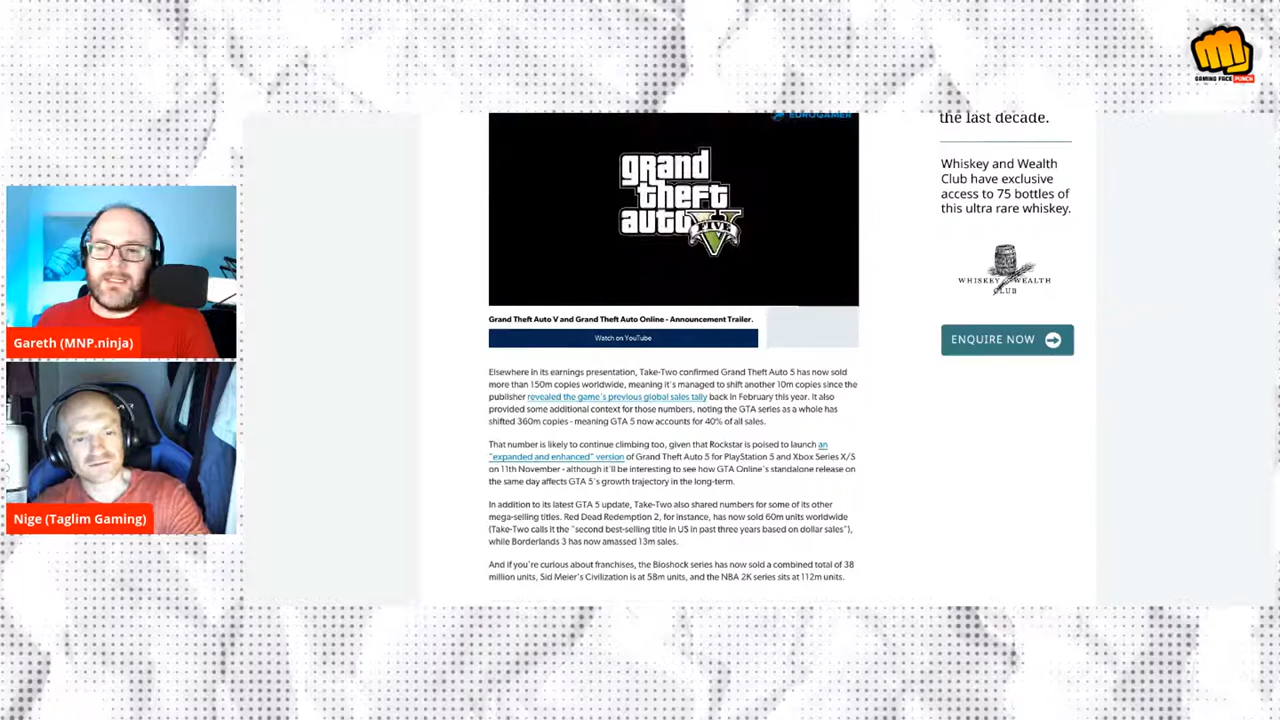 GAMING FACE PUNCH
EUROGAMER
grand
theft
auto
FIVE
the last decade.
Whiskey and Wealth
Club have exclusive
access to 75 bottles of
this ultra rare whiskey.
WHISKEY WEALTH
CLUB
ENQUIRE NOW
Gareth (MNP.ninja)
Nige (Taglim Gaming)
Grand Theft Auto V and Grand Theft Auto Online - Announcement Trailer.
Watch on YouTube
Elsewhere in its earnings presentation, Take-Two confirmed Grand Theft Auto 5 has now sold
more than 150m copies worldwide, meaning it's managed to shift another 10m copies since the
publisher revealed the game's previous global sales tally back in February this year. It also
provided some additional context for those numbers, noting the GTA series as a whole has
shifted 360m copies - meaning GTA 5 now accounts for 40% of all sales.
That number is likely to continue climbing too, given that Rockstar is poised to launch an
"expanded and enhanced" version of Grand Theft Auto 5 for PlayStation 5 and Xbox Series X/S
on 11th November - although it'll be interesting to see how GTA Online's standalone release on
the same day affects GTA 5's growth trajectory in the long-term.
In addition to its latest GTA 5 update, Take-Two also shared numbers for some of its other
mega-selling titles. Red Dead Redemption 2, for instance, has now sold 60m units worldwide
(Take-Two calls it the "second best-selling title in US in past three years based on dollar sales"),
while Borderlands 3 has now amassed 13m sales.
And if you're curious about franchises, the Bioshock series has now sold a combined total of 38
million units, Sid Meier's Civilization is at 58m units, and the NBA 2K series sits at 112m units.